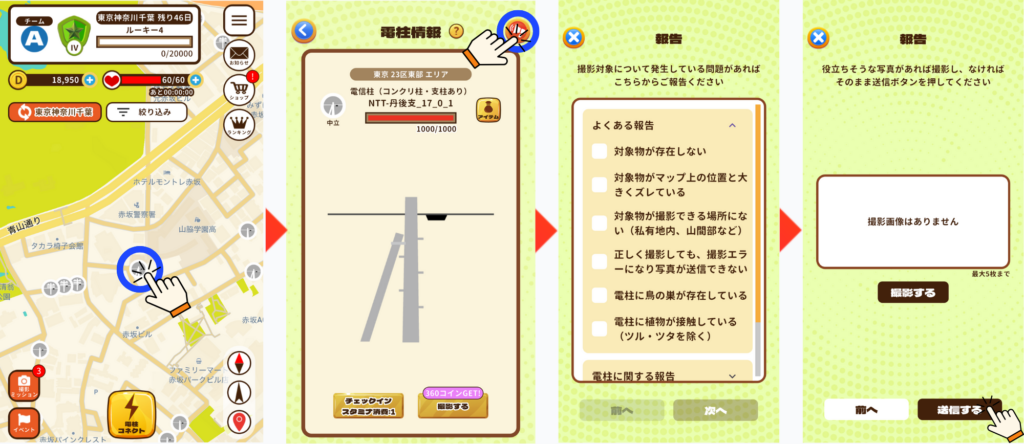 チーム
A
IV
東京神奈川千葉 残り46日
ルーキー4
0/20000
お知らせ
D 18,950
60/60
あと00:00:00
ショップ
東京神奈川千葉
絞り込み
ランキング
ホテルモントレ赤坂
赤坂警察署
青山通り
山脇学園高
タカラ椅子会館
赤坂ビル
ファミリーマート
赤坂パークビル
P
3
撮影
ミッション
イベント
電柱
コネクト
赤坂パインクレスト
電柱情報
?
東京 23区東部 エリア
電信柱(コンクリ柱・支柱あり)
NTT-丹後支_17_0_1
中立
1000/1000
アイテム
チェックイン
スタミナ消費:1
360コインGET!
撮影する
報告
撮影対象について発生している問題があれば
こちらからご報告ください
よくある報告
対象物が存在しない
対象物がマップ上の位置と大
きくズレている
対象物が撮影できる場所にな
い(私有地内、山間部など)
正しく撮影しても、撮影エラ
ーになり写真が送信できない
電柱に鳥の巣が存在している
電柱に植物が接触している
(ツル・ツタを除く)
電柱に関する報告
前へ
次へ
報告
役立ちそうな写真があれば撮影し、なければ
そのまま送信ボタンを押してください
撮影画像はありません
最大5枚まで
撮影する
前へ
送信する